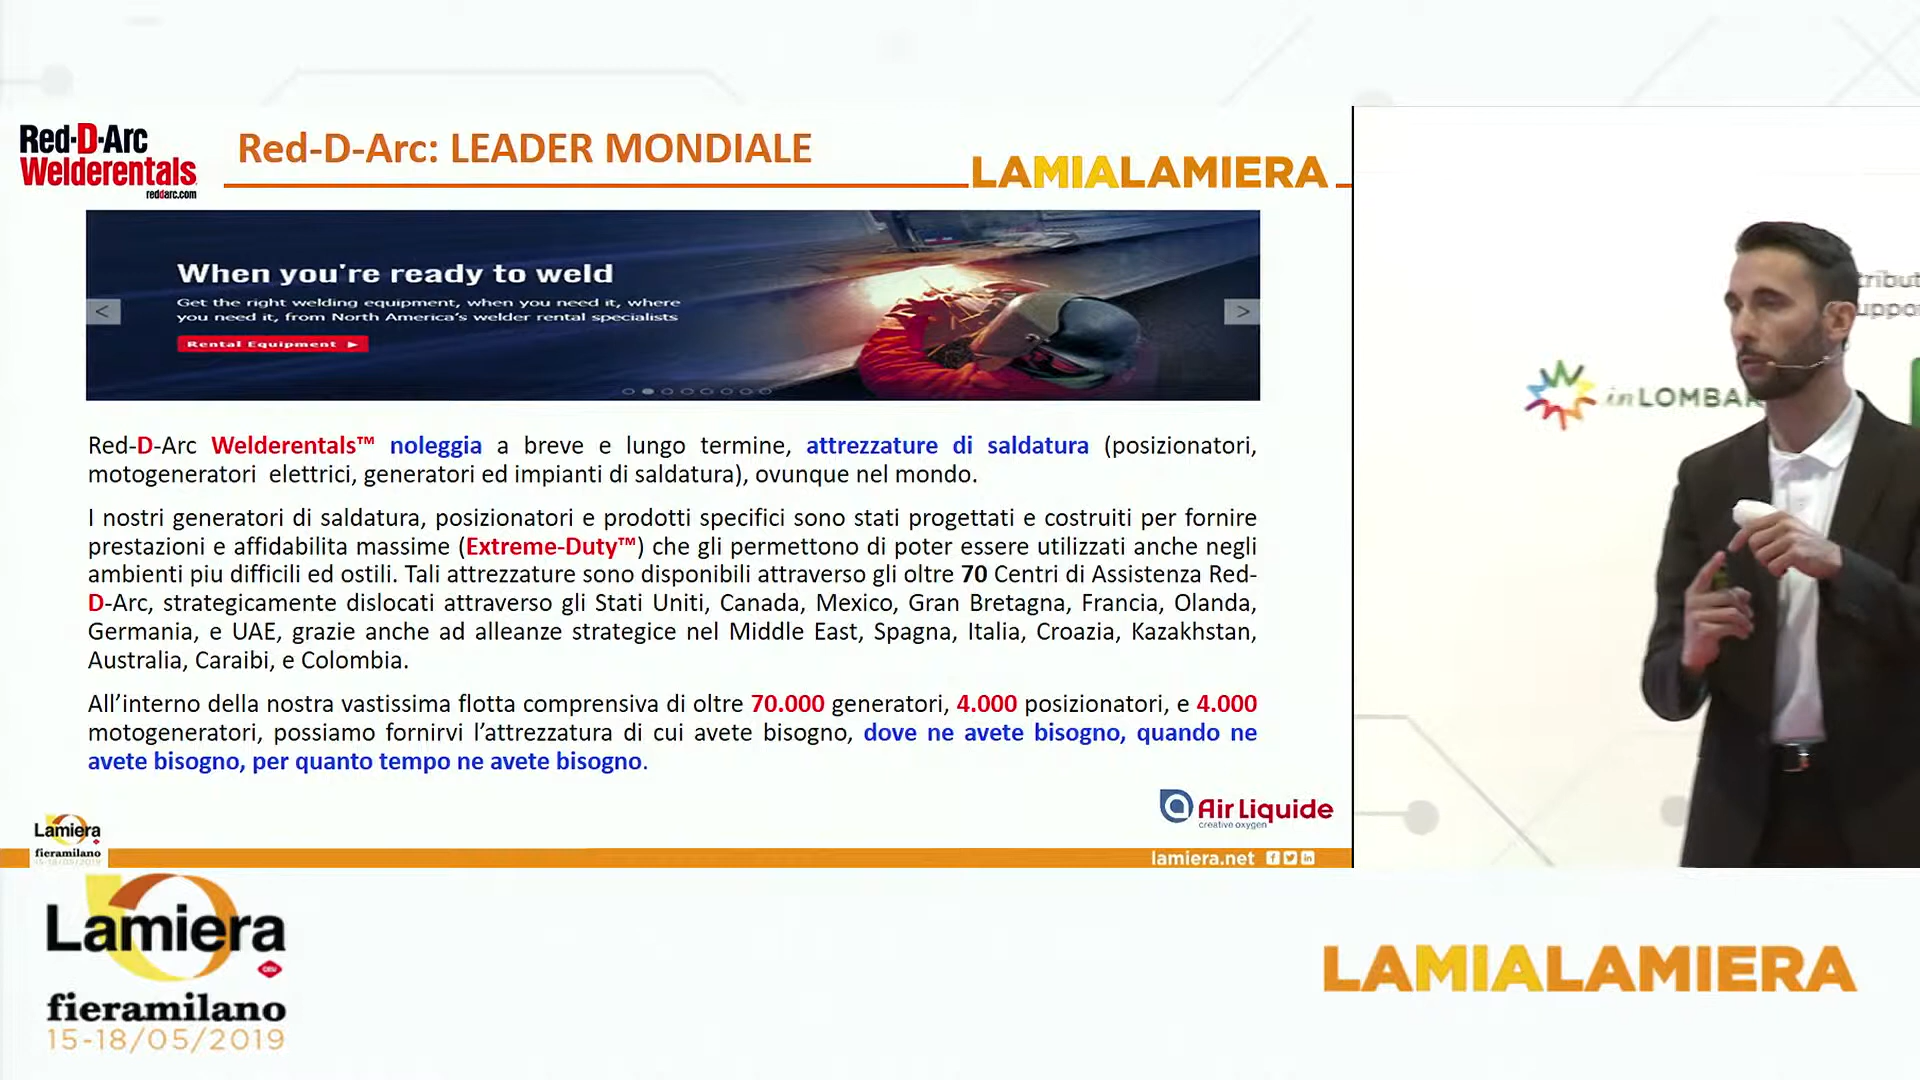 Red-D-Arc
Welderentals
reddarc.com
Red-D-Arc: LEADER MONDIALE
LAMIALAMIERA
When you're ready to weld
Get the right welding equipment, when you need it, where
you need it, from North America's welder rental specialists
Rental Equipment
Red-D-Arc Welderentals™ noleggia a breve e lungo termine, attrezzature di saldatura (posizionatori,
motogeneratori elettrici, generatori ed impianti di saldatura), ovunque nel mondo.
I nostri generatori di saldatura, posizionatori e prodotti specifici sono stati progettati e costruiti per fornire
prestazioni e affidabilita massime (Extreme-Duty™) che gli permettono di poter essere utilizzati anche negli
ambienti piu difficili ed ostili. Tali attrezzature sono disponibili attraverso gli oltre 70 Centri di Assistenza Red-
D-Arc, strategicamente dislocati attraverso gli Stati Uniti, Canada, Mexico, Gran Bretagna, Francia, Olanda,
Germania, e UAE, grazie anche ad alleanze strategice nel Middle East, Spagna, Italia, Croazia, Kazakhstan,
Australia, Caraibi, e Colombia.
All'interno della nostra vastissima flotta comprensiva di oltre 70.000 generatori, 4.000 posizionatori, e 4.000
motogeneratori, possiamo fornirvi l'attrezzatura di cui avete bisogno, dove ne avete bisogno, quando ne
avete bisogno, per quanto tempo ne avete bisogno.
Air Liquide
creative oxygen
Lamiera
fieramilano
15-18/05/2019
lamiera.net
inLOMBAR
Lamiera
fieramilano
15-18/05/2019
LAMIALAMIERA